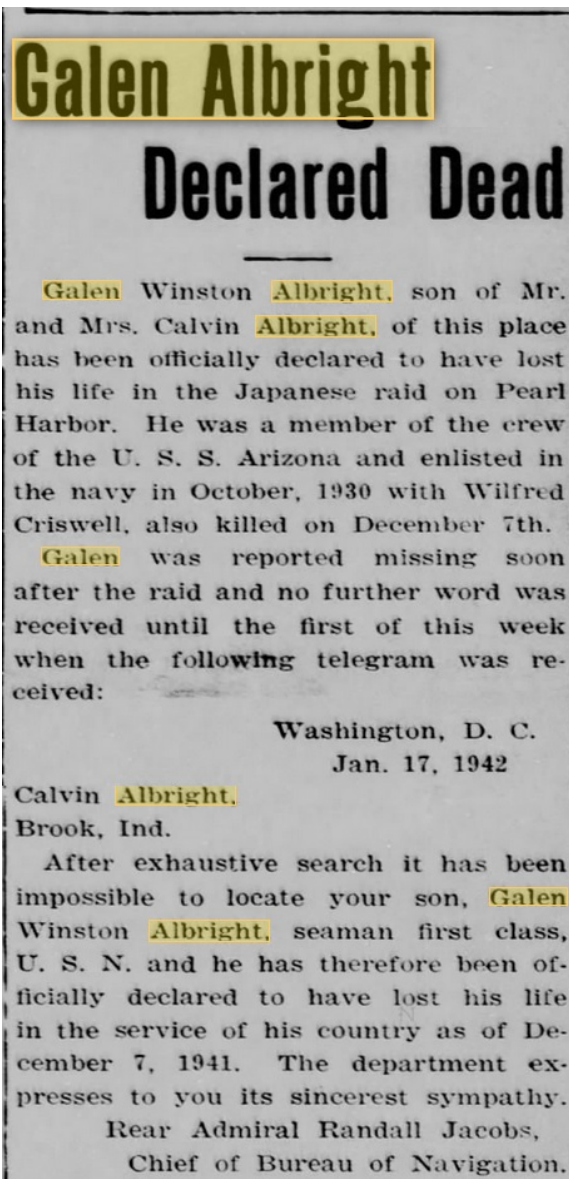 Galen Albright
Declared Dead
Galen Winston Albright, son of Mr.
and Mrs. Calvin Albright, of this place
has been officially declared to have lost
his life in the Japanese raid on Pearl
Harbor. He was a member of the crew
of the U. S. S. Arizona and enlisted in
the navy in October, 1930 with Wilfred
Criswell, also killed on December 7th.
Galen was reported missing soon
after the raid and no further word was
received until the first of this week
when the following telegram was re-
ceived:
Washington, D. C.
Jan. 17, 1942
Calvin Albright,
Brook, Ind.
After exhaustive search it has been
impossible to locate your son, Galen
Winston Albright, seaman first class,
U. S. N. and he has therefore been of-
ficially declared to have lost his life
in the service of his country as of De-
cember 7, 1941. The department ex-
presses to you its sincerest sympathy.
Rear Admiral Randall Jacobs,
Chief of Bureau of Navigation.